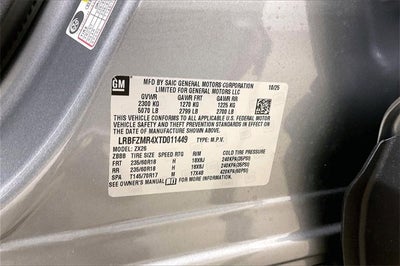 GM
MFD BY SAIC GENERAL MOTORS CORPORATION 10/25
LIMITED FOR GENERAL MOTORS LLC
GVWR GAWR FRT GAWR RR
2300 KG 1270 KG 1225 KG
5070 LB 2799 LB 2700 LB
THIS VEHICLE CONFORMS TO ALL APPLICABLE U.S.
FEDERAL MOTOR VEHICLE SAFETY, BUMPER, AND
THEFT PREVENTION STANDARDS IN EFFECT ON THE
DATE OF MANUFACTURE SHOWN ABOVE.
LRBFZMR4XTD011449 TYPE: M.P.V.
MODEL: ZX26
ZBBB TIRE SIZE SPEED RTG RIM COLD TIRE PRESSURE
FRT 235/60R18 H 18X8J 240KPA(35PSI)
RR 235/60R18 H 18X8J 240KPA(35PSI)
SPA T145/70R17 M 17X4B 420KPA(60PSI)
SEE OWNER'S MANUAL FOR MORE INFORMATION.